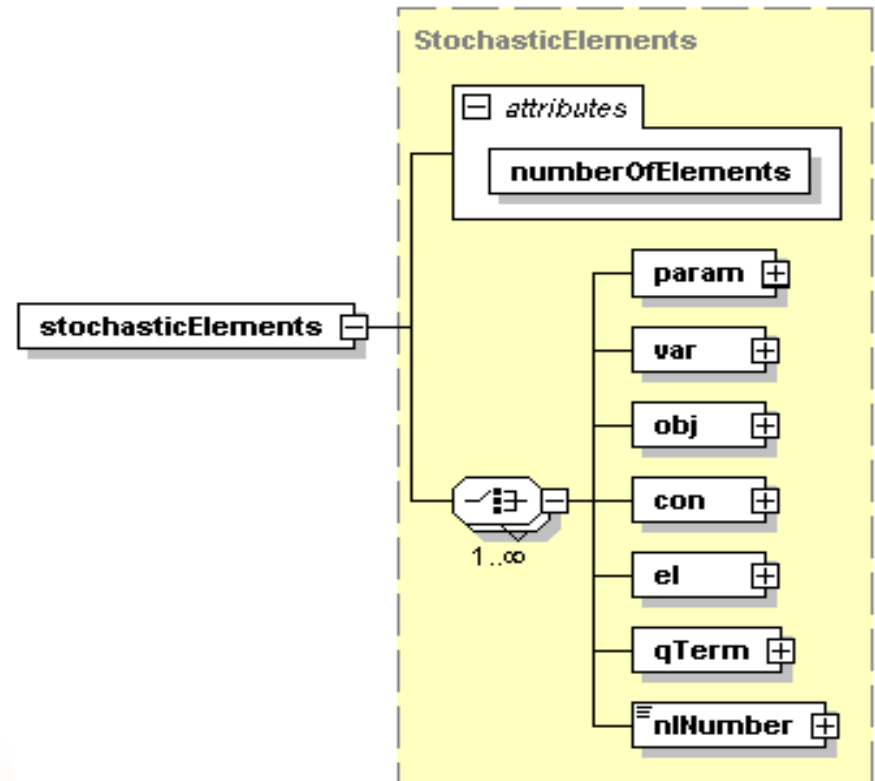 StochasticElements
attributes
numberOfElements
param
var
stochasticElements
obj
con
1..∞
el
qTerm
nlNumber